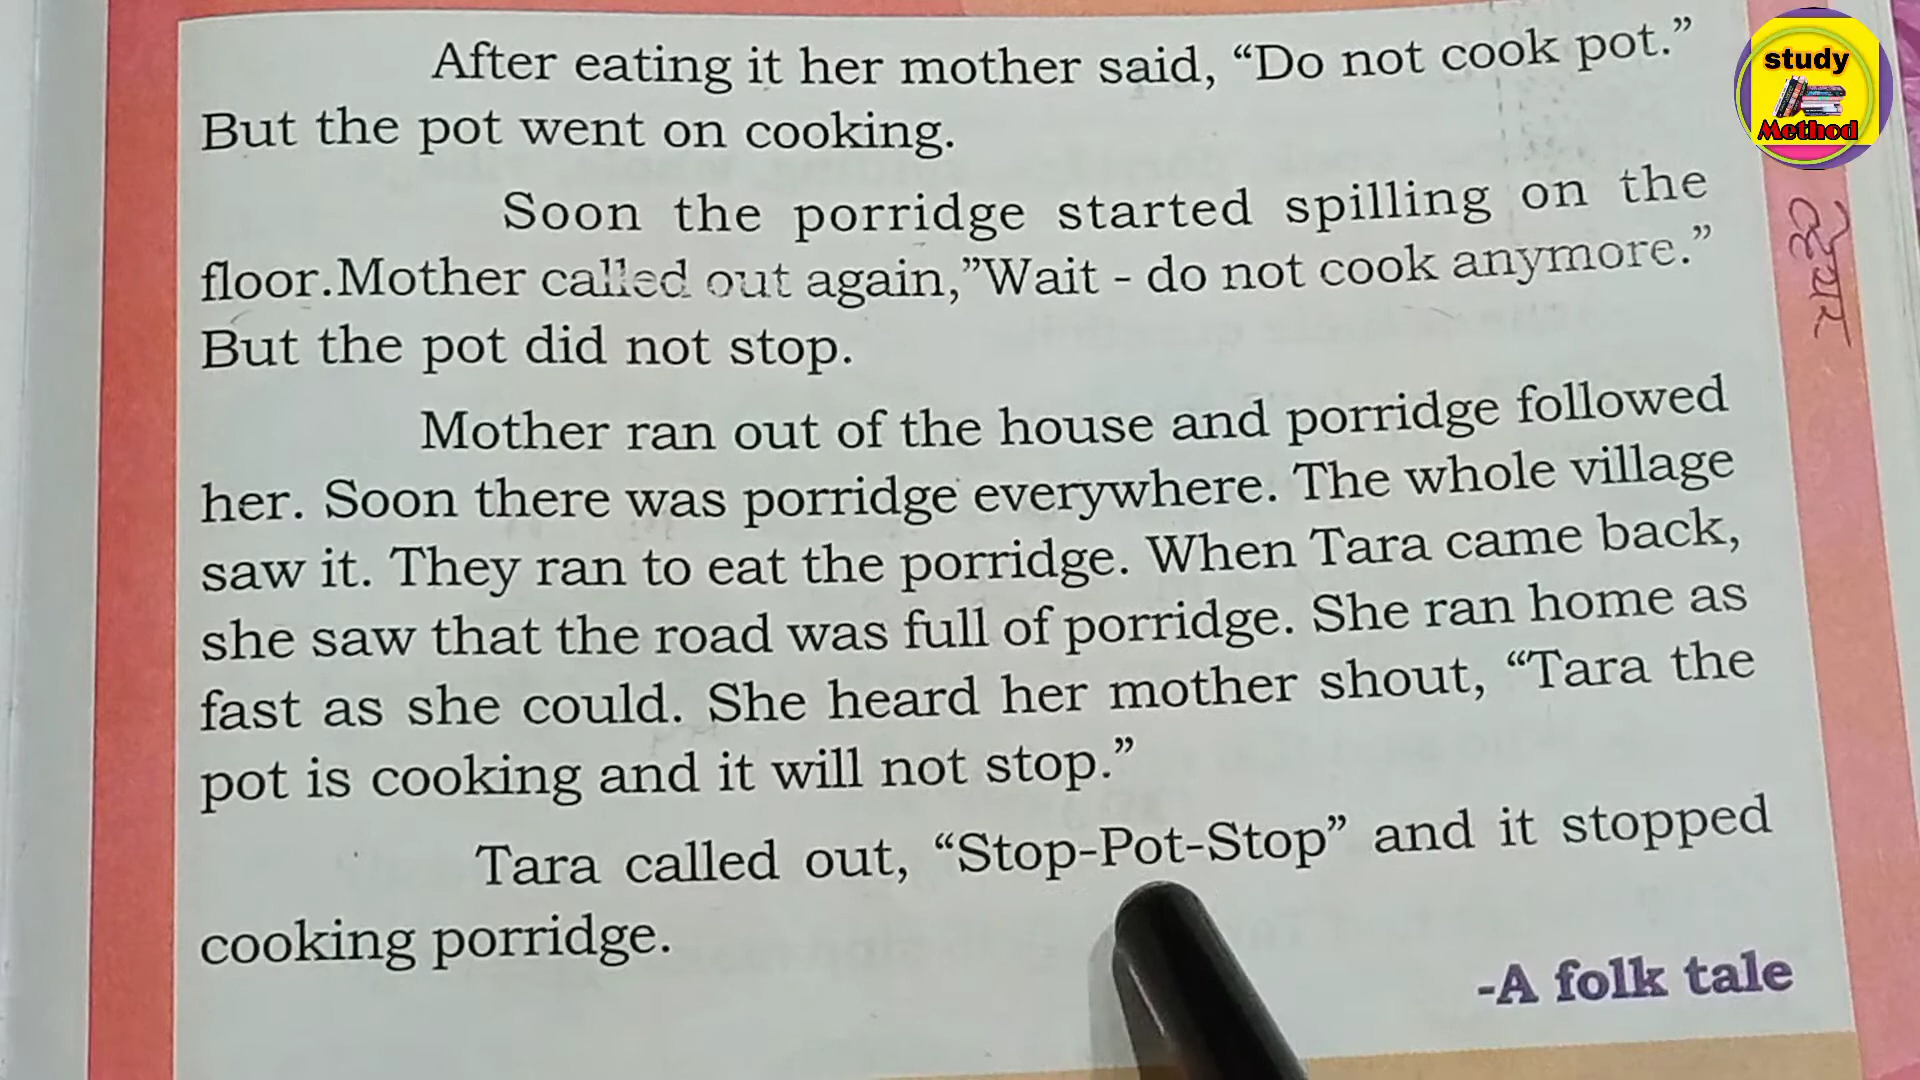 After eating it her mother said, “Do not cook pot.”
But the pot went on cooking.
Soon the porridge started spilling on the
floor.Mother called out again,”Wait - do not cook anymore.”
But the pot did not stop.
Mother ran out of the house and porridge followed
her. Soon there was porridge everywhere. The whole village
saw it. They ran to eat the porridge. When Tara came back,
she saw that the road was full of porridge. She ran home as
fast as she could. She heard her mother shout, “Tara the
pot is cooking and it will not stop.”
Tara called out, “Stop-Pot-Stop” and it stopped
cooking porridge.
-A folk tale
study
Method